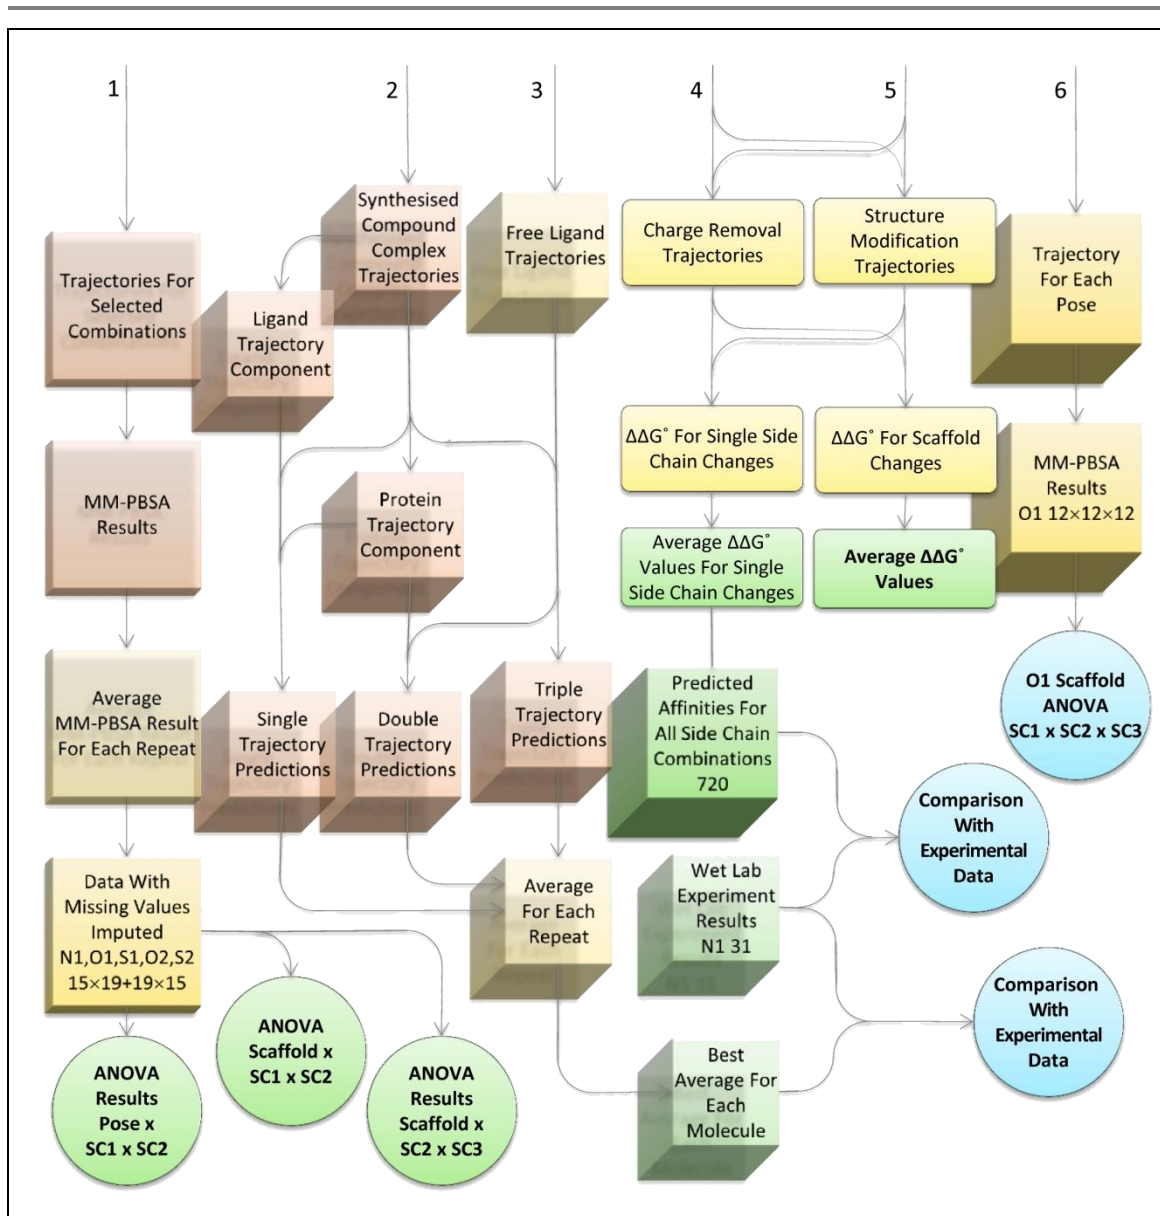 1
2
3
4
5
6
Trajectories For
Selected
Combinations
MM-PBSA
Results
Average
MM-PBSA Result
For Each Repeat
Data With
Missing Values
Imputed
N1,O1,S1,O2,S2
15×19+19×15
ANOVA
Results
Pose x
SC1 x SC2
ANOVA
Scaffold x
SC1 x SC2
ANOVA
Results
Scaffold x
SC2 x SC3
Synthesised
Compound
Complex
Trajectories
Ligand
Trajectory
Component
Protein
Trajectory
Component
Single
Trajectory
Predictions
Double
Trajectory
Predictions
Free Ligand
Trajectories
Triple
Trajectory
Predictions
Average
For Each
Repeat
Charge Removal
Trajectories
Structure
Modification
Trajectories
ΔΔG° For Single Side
Chain Changes
ΔΔG° For Scaffold
Changes
Average ΔΔG°
Values For Single
Side Chain Changes
Average ΔΔG°
Values
Predicted
Affinities For
All Side Chain
Combinations
720
Wet Lab
Experiment
Results
N1 31
Best
Average For
Each
Molecule
Trajectory
For Each
Pose
MM-PBSA
Results
O1 12×12×12
O1 Scaffold
ANOVA
SC1 x SC2 x SC3
Comparison
With
Experimental
Data
Comparison
With
Experimental
Data